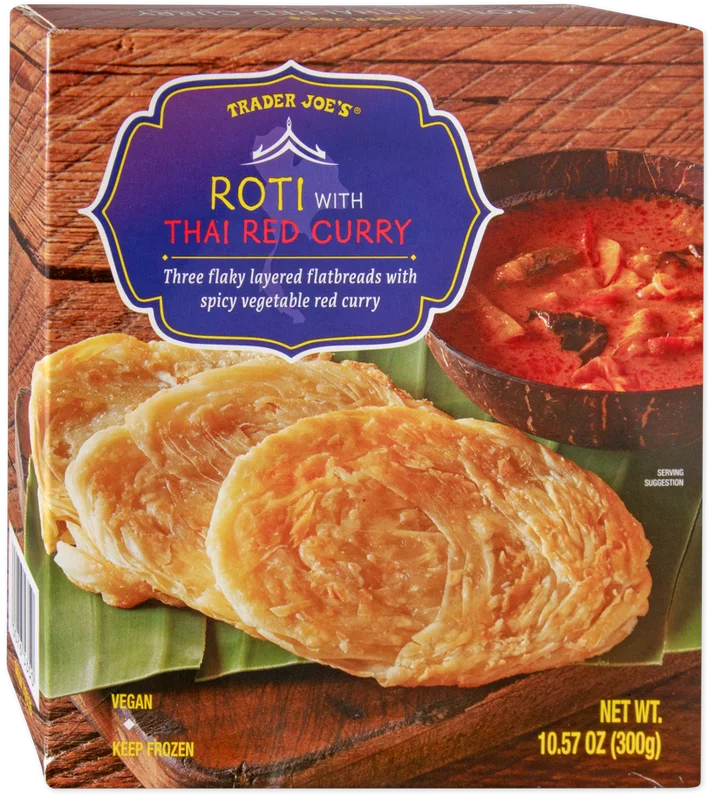 TRADER JOE'S®
ROTI WITH
THAI RED CURRY
Three flaky layered flatbreads with
spicy vegetable red curry
SERVING
SUGGESTION
VEGAN
KEEP FROZEN
NET WT.
10.57 OZ (300g)